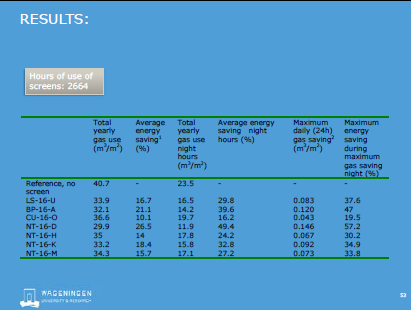 RESULTS:
Hours of use of
screens: 2664
Total yearly gas use (m³/m²) Average energy saving¹ (%) Total yearly gas use night hours (m³/m²) Average energy saving night hours (%) Maximum daily (24h) gas saving² (m³/m²) Maximum energy saving during maximum gas saving night (%)
Reference, no screen 40.7 - 23.5 - - -
LS-16-U 33.9 16.7 16.5 29.8 0.083 37.6
BP-16-A 32.1 21.1 14.2 39.6 0.120 47
CU-16-O 36.6 10.1 19.7 16.2 0.043 19.5
NT-16-D 29.9 26.5 11.9 49.4 0.146 57.2
NT-16-H 35 14 17.8 24.2 0.067 30.2
NT-16-K 33.2 18.4 15.8 32.8 0.092 34.9
NT-16-M 34.3 15.7 17.1 27.2 0.073 33.8
WAGENINGEN
UNIVERSITY & RESEARCH
53